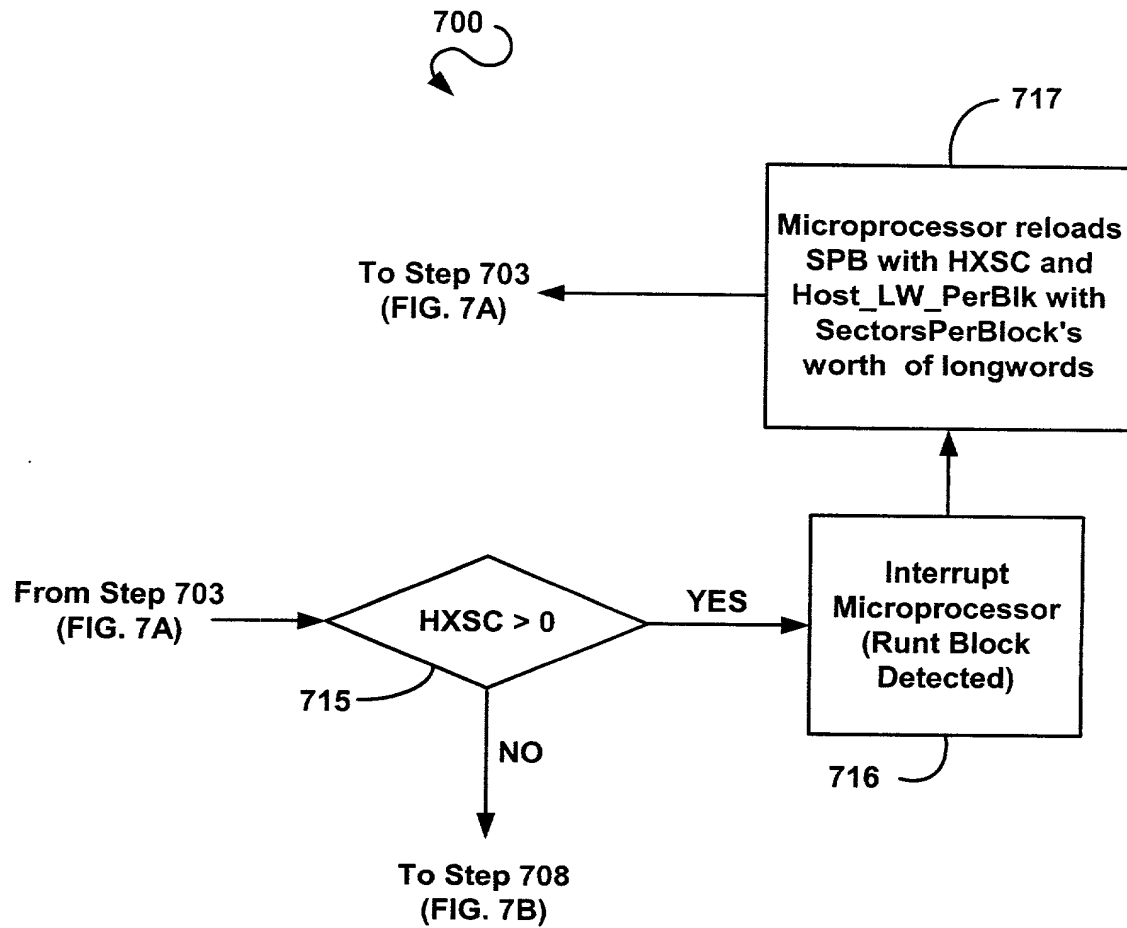 700
717
Microprocessor reloads
SPB with HXSC and
Host_LW_PerBlk with
SectorsPerBlock's
worth of longwords
To Step 703
(FIG. 7A)
From Step 703
(FIG. 7A)
HXSC > 0
YES
Interrupt
Microprocessor
(Runt Block
Detected)
715
NO
716
To Step 708
(FIG. 7B)